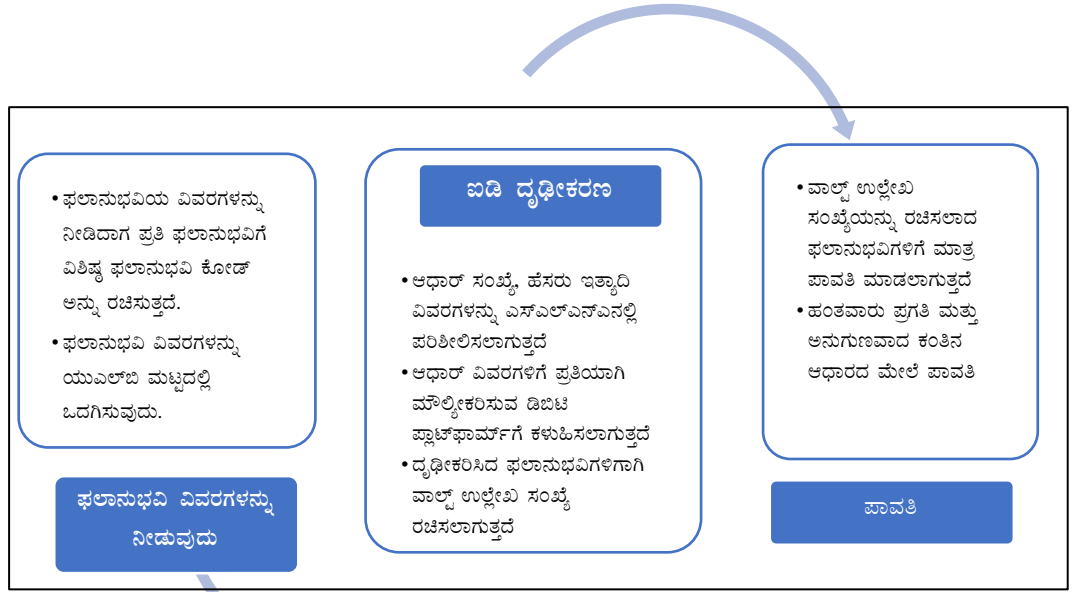 • ಫಲಾನುಭವಿಯ ವಿವರಗಳನ್ನು
ನೀಡಿದಾಗ ಪ್ರತಿ ಫಲಾನುಭವಿಗೆ
ವಿಶಿಷ್ಠ ಫಲಾನುಭವಿ ಕೋಡ್
ಅನ್ನು ರಚಿಸುತ್ತದೆ.
• ಫಲಾನುಭವಿ ವಿವರಗಳನ್ನು
ಯುಎಲ್‌ಬಿ ಮಟ್ಟದಲ್ಲಿ
ಒದಗಿಸುವುದು.
ಫಲಾನುಭವಿ ವಿವರಗಳನ್ನು
ನೀಡುವುದು
ಐಡಿ ದೃಢೀಕರಣ
• ಆಧಾರ್ ಸಂಖ್ಯೆ, ಹೆಸರು ಇತ್ಯಾದಿ
ವಿವರಗಳನ್ನು ಎಸ್‌ಎಲ್‌ಎನ್‌ಎನಲ್ಲಿ
ಪರಿಶೀಲಿಸಲಾಗುತ್ತದೆ
• ಆಧಾರ್ ವಿವರಗಳಿಗೆ ಪ್ರತಿಯಾಗಿ
ಮೌಲ್ಯೀಕರಿಸುವ ಡಿಬಿಟಿ
ಪ್ಲಾಟ್‌ಫಾರ್ಮ್‌ಗೆ ಕಳುಹಿಸಲಾಗುತ್ತದೆ
• ದೃಢೀಕರಿಸಿದ ಫಲಾನುಭವಿಗಳಿಗಾಗಿ
ವಾಲ್ಟ್ ಉಲ್ಲೇಖ ಸಂಖ್ಯೆ
ರಚಿಸಲಾಗುತ್ತದೆ
• ವಾಲ್ಟ್ ಉಲ್ಲೇಖ
ಸಂಖ್ಯೆಯನ್ನು ರಚಿಸಲಾದ
ಫಲಾನುಭವಿಗಳಿಗೆ ಮಾತ್ರ
ಪಾವತಿ ಮಾಡಲಾಗುತ್ತದೆ
• ಹಂತವಾರು ಪ್ರಗತಿ ಮತ್ತು
ಅನುಗುಣವಾದ ಕಂತಿನ
ಆಧಾರದ ಮೇಲೆ ಪಾವತಿ
ಪಾವತಿ